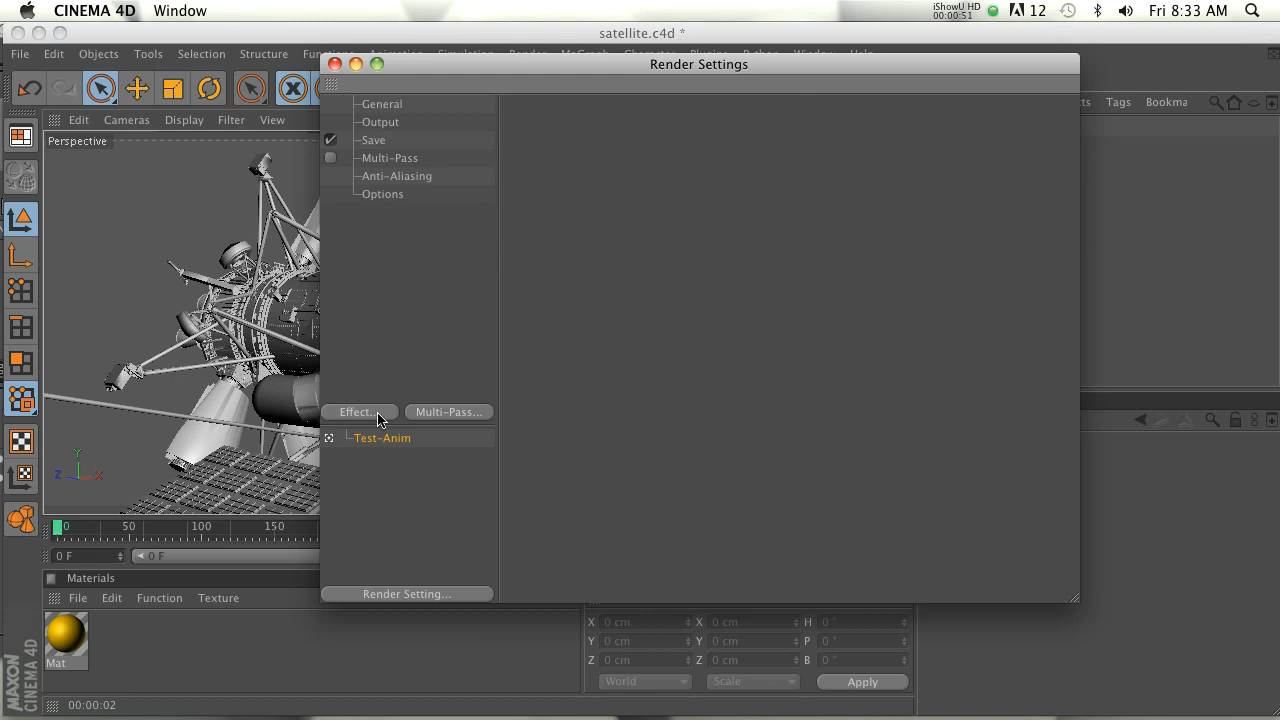 CINEMA 4D Window
iShowU HD
00:00:51
12
Fri 8:33 AM
satellite.c4d *
File Edit Objects Tools Selection Structure
Render Settings
Tags Bookma
Edit Cameras Display Filter View
Perspective
General
Output
Save
Multi-Pass
Anti-Aliasing
Options
Effect...
Multi-Pass...
Test-Anim
Y
Z X
0 50 100 150
0 F
0 F
Render Setting...
Materials
File Edit Function Texture
Mat
X 0 cm X 0 cm H 0 °
Y 0 cm Y 0 cm P 0 °
Z 0 cm Z 0 cm B 0 °
World Scale Apply
MAXON
CINEMA 4D
00:00:02